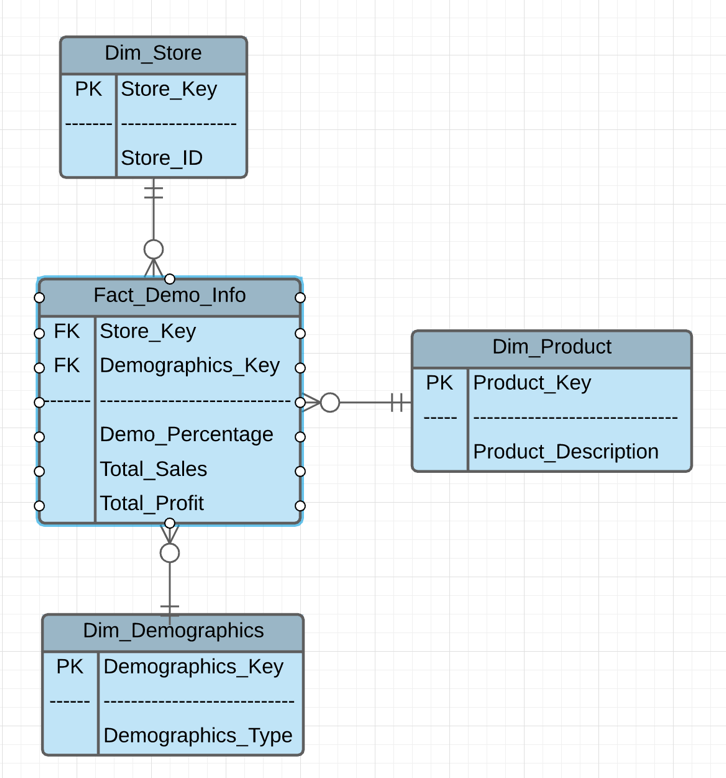 Dim_Store
PK Store_Key
------- -----------------
Store_ID
Fact_Demo_Info
FK Store_Key
FK Demographics_Key
------ ----------------------------
Demo_Percentage
Total_Sales
Total_Profit
Dim_Product
PK Product_Key
----- ------------------------------
Product_Description
Dim_Demographics
PK Demographics_Key
------ ----------------------------
Demographics_Type